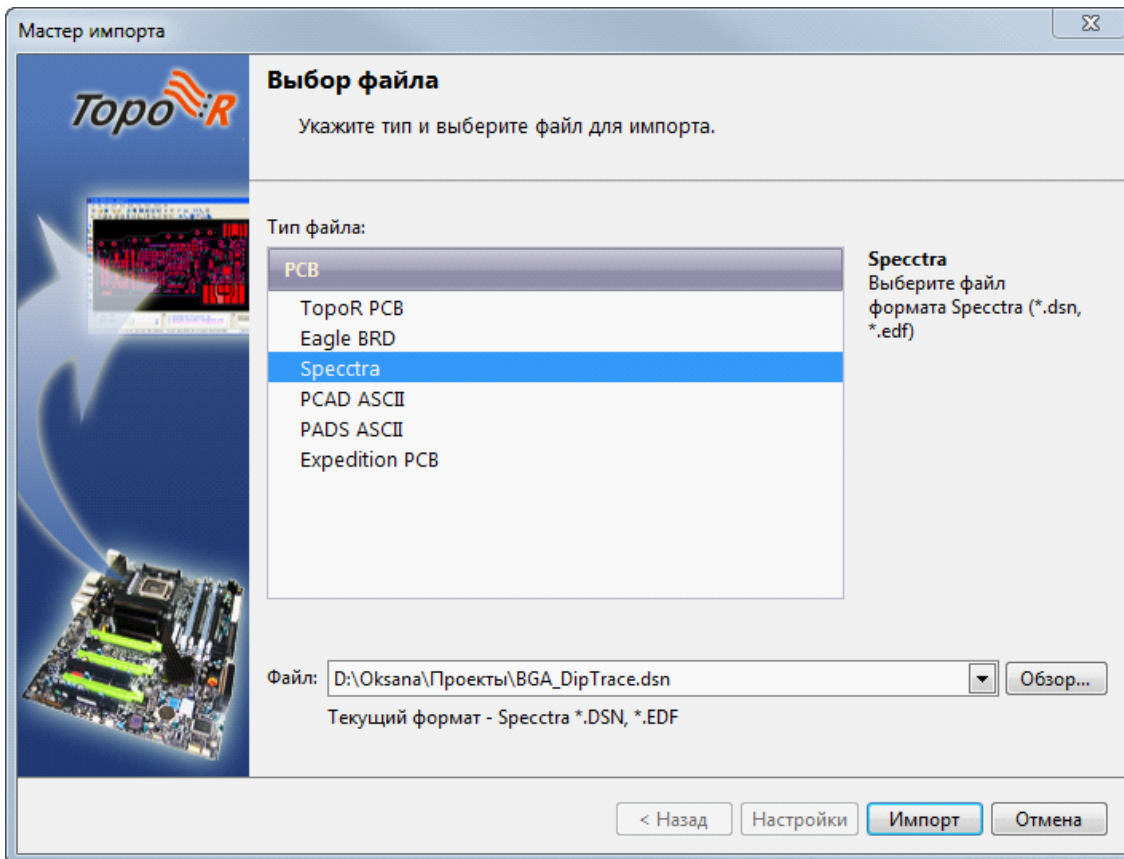 Мастер импорта
TopoR
Выбор файла
Укажите тип и выберите файл для импорта.
Тип файла:
PCB
TopoR PCB
Eagle BRD
Specctra
PCAD ASCII
PADS ASCII
Expedition PCB
Specctra
Выберите файл
формата Specctra (*.dsn,
*.edf)
Файл: D:\Oksana\Проекты\BGA_DipTrace.dsn Обзор...
Текущий формат - Specctra *.DSN, *.EDF
< Назад Настройки Импорт Отмена